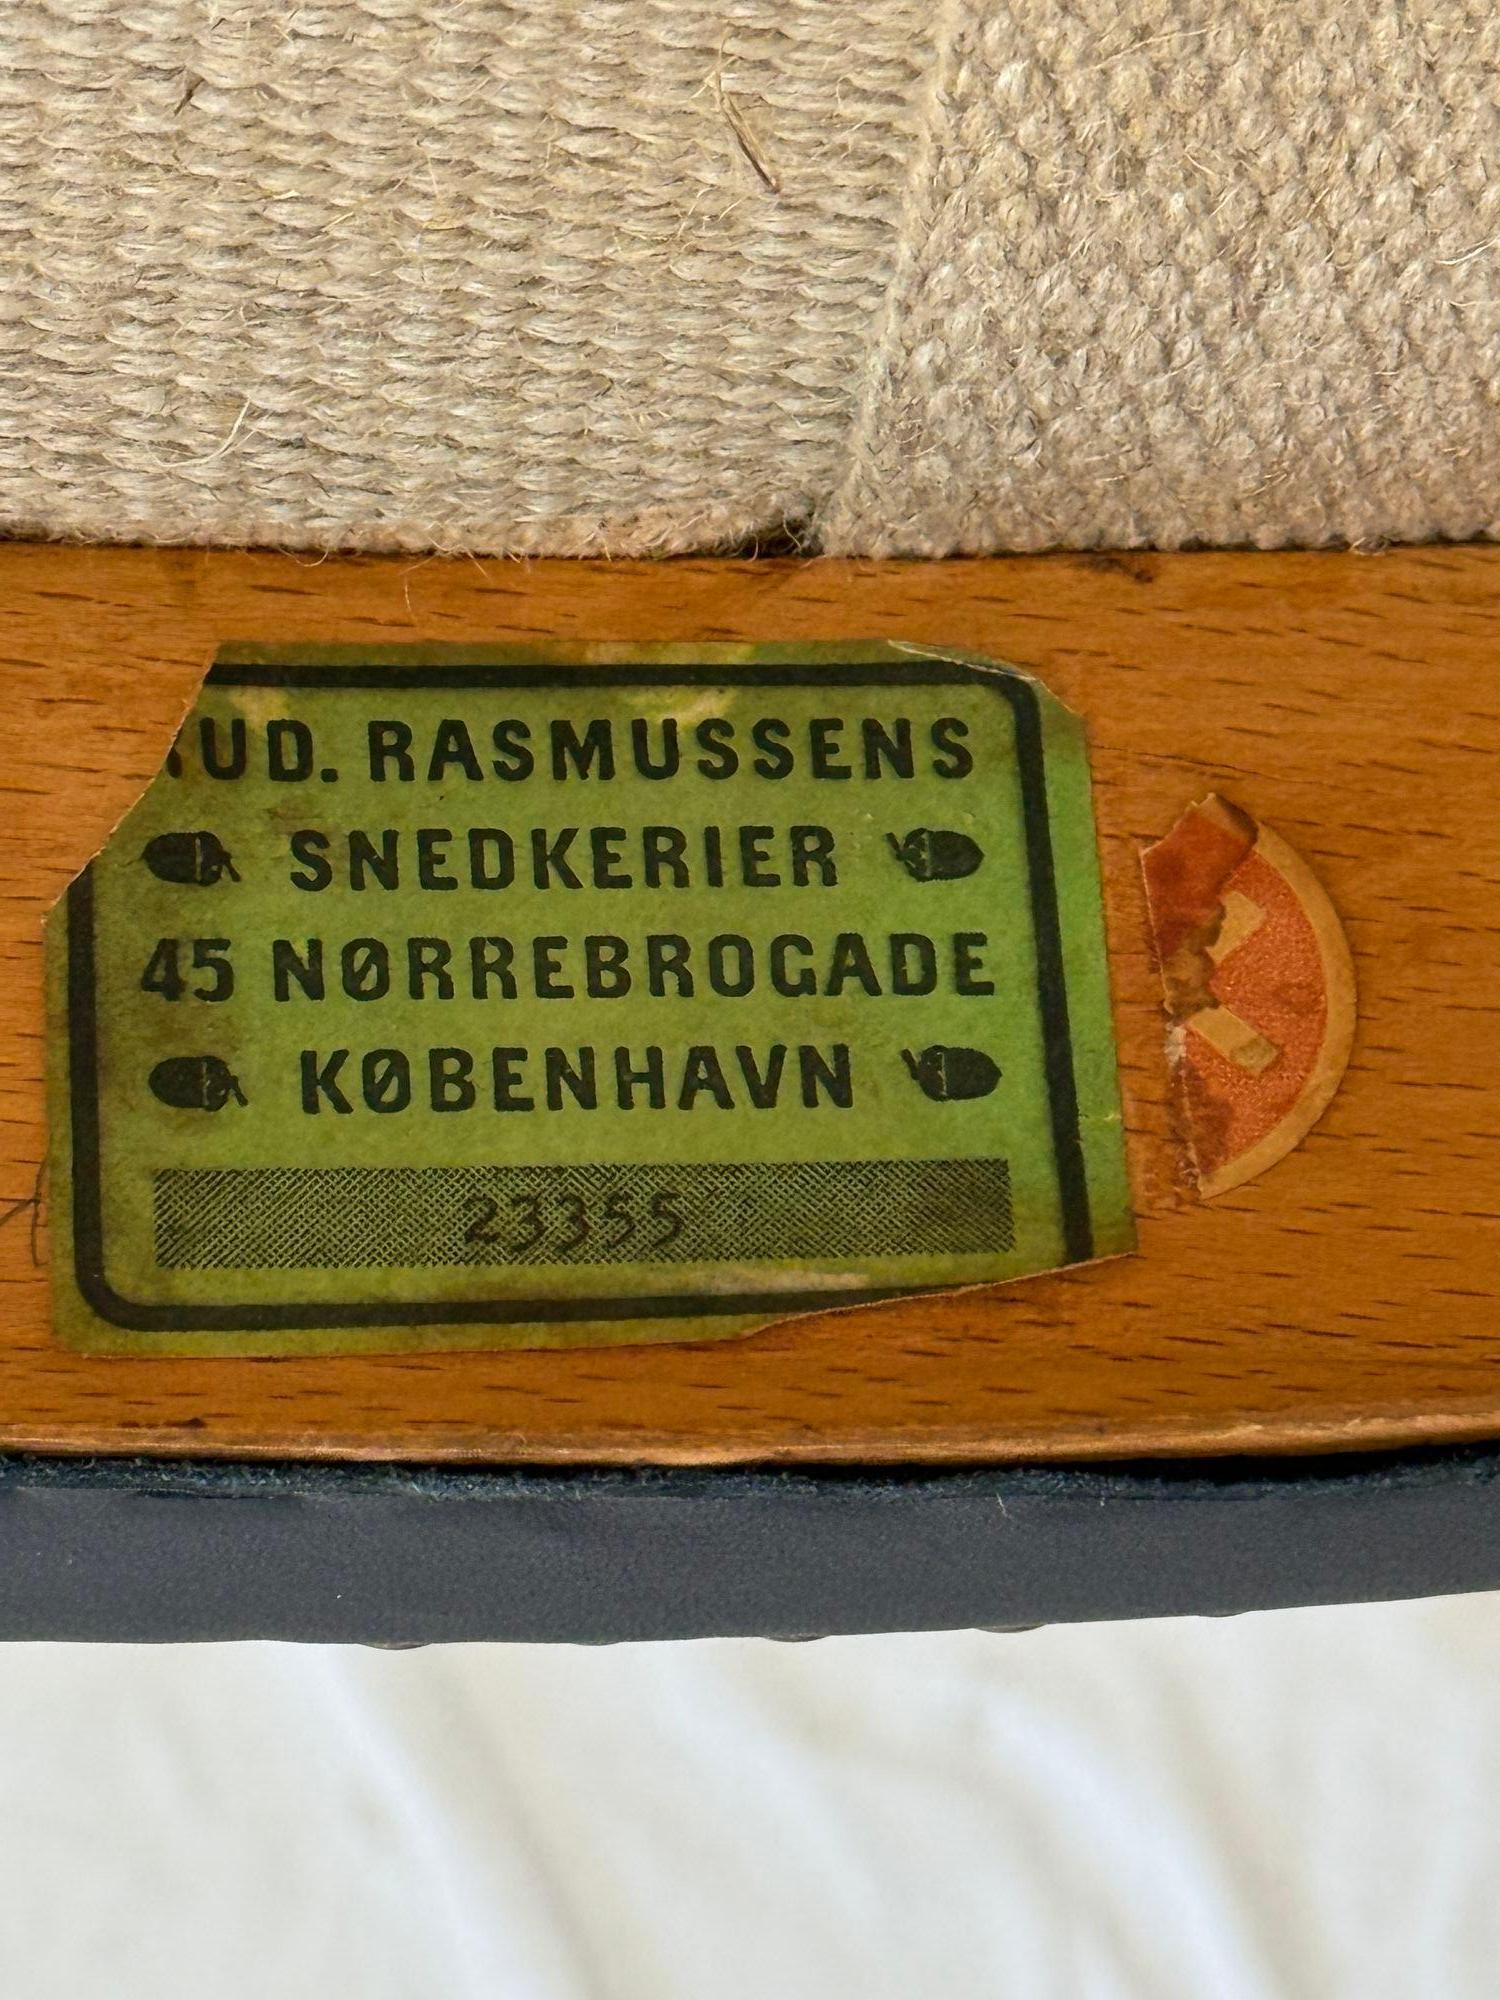 UD. RASMUSSENS
SNEDKERIER
45 NØRREBROGADE
KØBENHAVN
23355